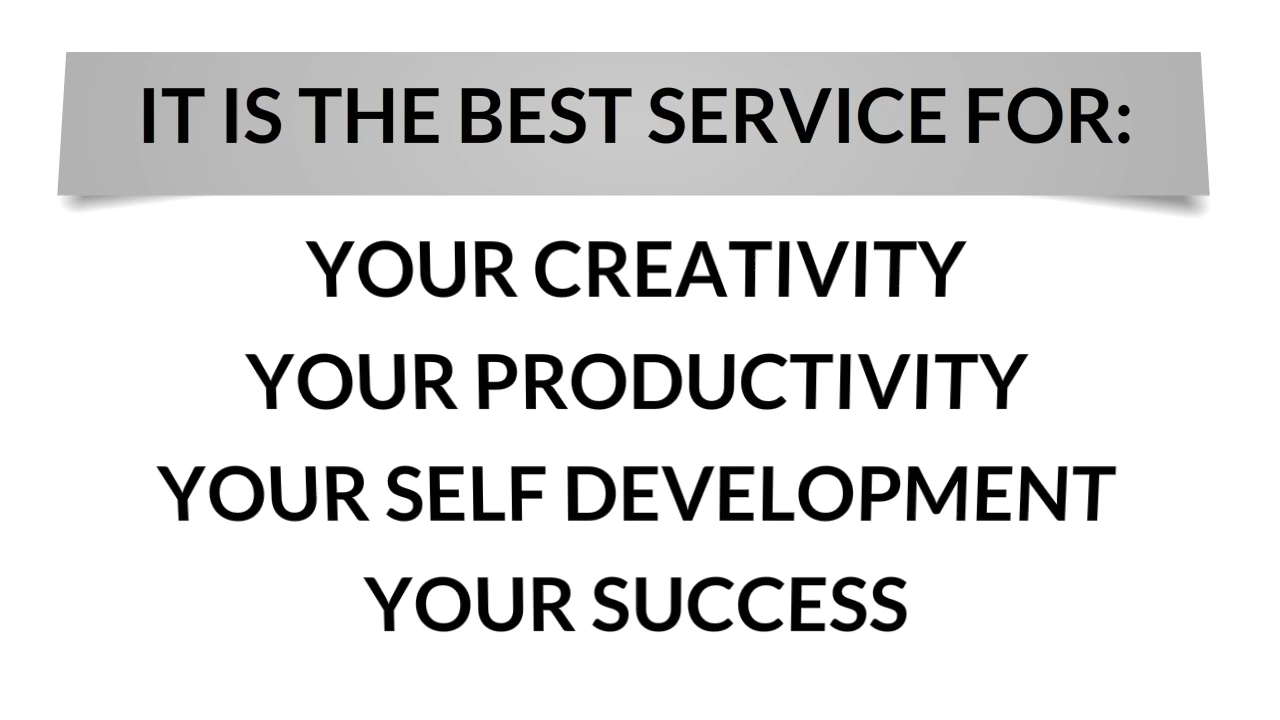 IT IS THE BEST SERVICE FOR:
YOUR CREATIVITY
YOUR PRODUCTIVITY
YOUR SELF DEVELOPMENT
YOUR SUCCESS